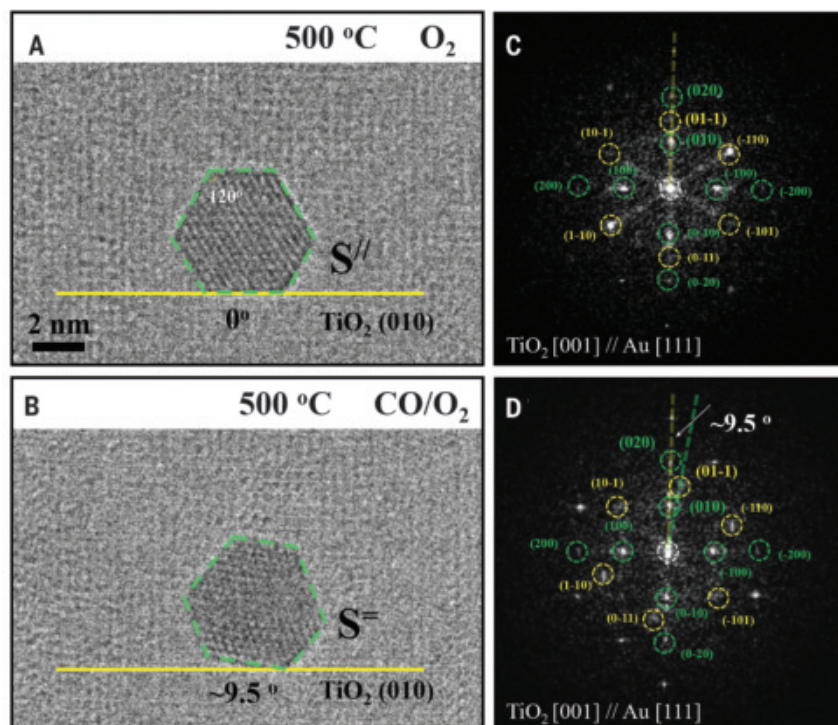 A
500 °C O₂
120°
S//
2 nm
0°
TiO₂ (010)
B
500 °C CO/O₂
S=
~9.5 °
TiO₂ (010)
C
(020)
(01-1)
(10-1)
(010)
(-110)
(200)
(100)
(-100)
(-200)
(1-10)
(0-10)
(-101)
(0-11)
(0-20)
TiO₂ [001] // Au [111]
D
~9.5 °
(020)
(01-1)
(10-1)
(010)
(-110)
(200)
(100)
(-100)
(-200)
(1-10)
(0-10)
(-101)
(0-11)
(0-20)
TiO₂ [001] // Au [111]